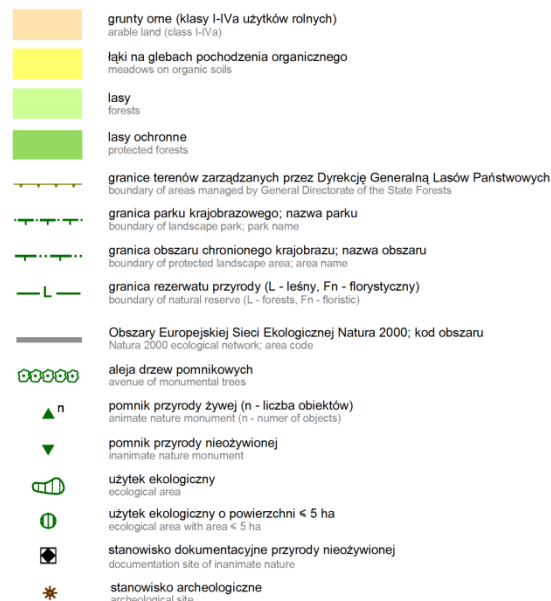 grunty orne (klasy I-IVa użytków rolnych)
arable land (class I-IVa)
łąki na glebach pochodzenia organicznego
meadows on organic soils
lasy
forests
lasy ochronne
protected forests
granice terenów zarządzanych przez Dyrekcję Generalną Lasów Państwowych
boundary of areas managed by General Directorate of the State Forests
granica parku krajobrazowego; nazwa parku
boundary of landscape park; park name
granica obszaru chronionego krajobrazu; nazwa obszaru
boundary of protected landscape area; area name
L
granica rezerwatu przyrody (L - leśny, Fn - florystyczny)
boundary of natural reserve (L - forests, Fn - floristic)
Obszary Europejskiej Sieci Ekologicznej Natura 2000; kod obszaru
Natura 2000 ecological network; area code
aleja drzew pomnikowych
avenue of monumental trees
n
pomnik przyrody żywej (n - liczba obiektów)
animate nature monument (n - numer of objects)
pomnik przyrody nieożywionej
inanimate nature monument
użytek ekologiczny
ecological area
użytek ekologiczny o powierzchni ≤ 5 ha
ecological area with area ≤ 5 ha
stanowisko dokumentacyjne przyrody nieożywionej
documentation site of inanimate nature
stanowisko archeologiczne
archeological site